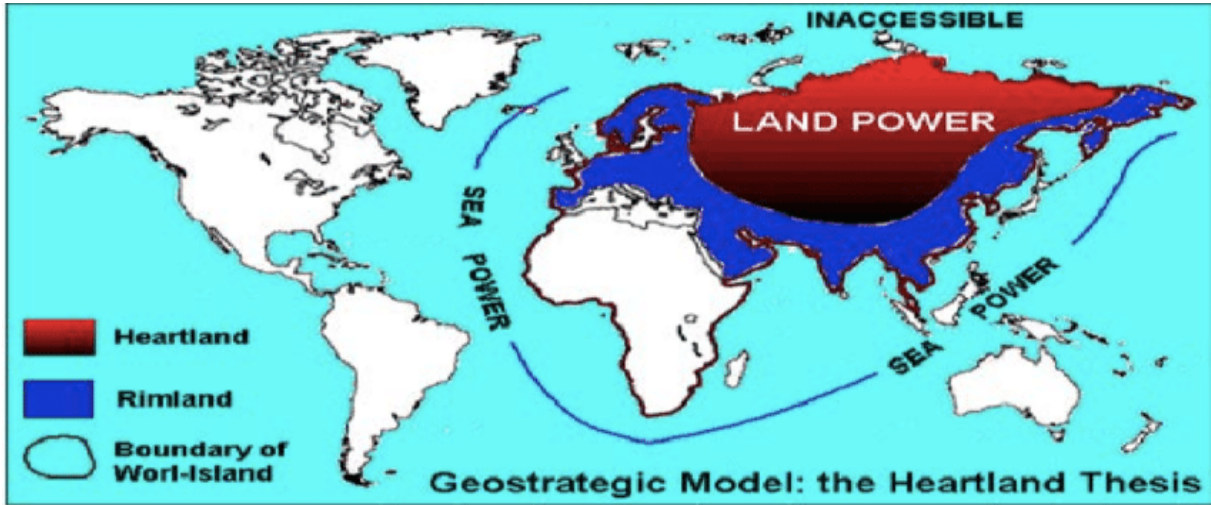 INACCESSIBLE
LAND POWER
SEA POWER
SEA POWER
Heartland
Rimland
Boundary of
Worl-Island
Geostrategic Model: the Heartland Thesis